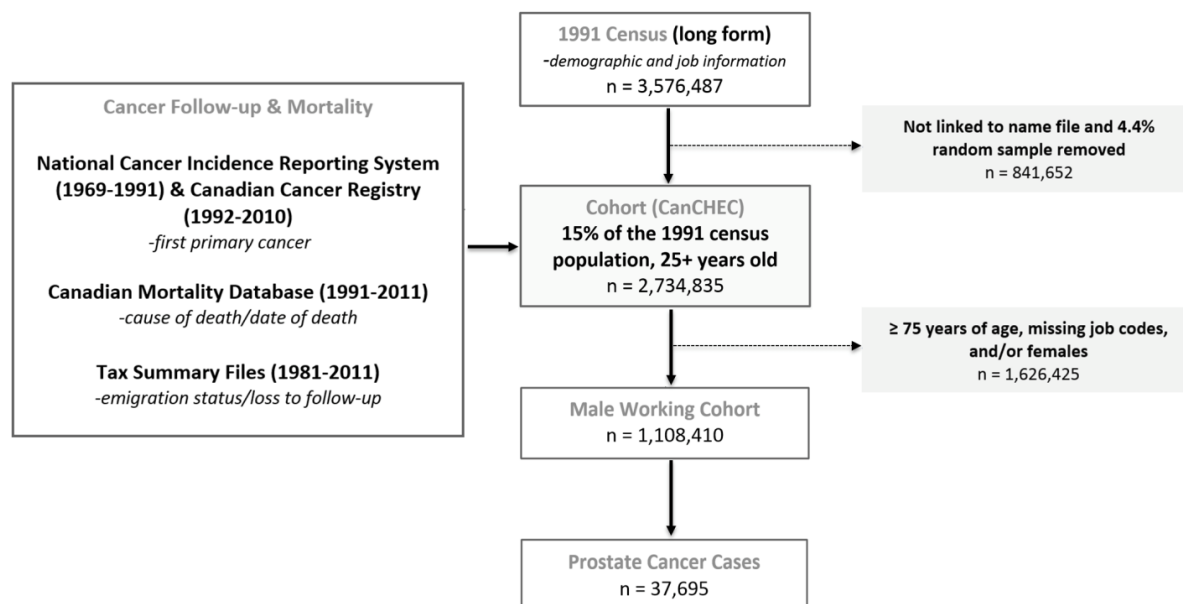 1991 Census (long form)
-demographic and job information
n = 3,576,487
Not linked to name file and 4.4%
random sample removed
n = 841,652
Cancer Follow-up & Mortality
National Cancer Incidence Reporting System
(1969-1991) & Canadian Cancer Registry
(1992-2010)
-first primary cancer
Canadian Mortality Database (1991-2011)
-cause of death/date of death
Tax Summary Files (1981-2011)
-emigration status/loss to follow-up
Cohort (CanCHEC)
15% of the 1991 census
population, 25+ years old
n = 2,734,835
≥ 75 years of age, missing job codes,
and/or females
n = 1,626,425
Male Working Cohort
n = 1,108,410
Prostate Cancer Cases
n = 37,695